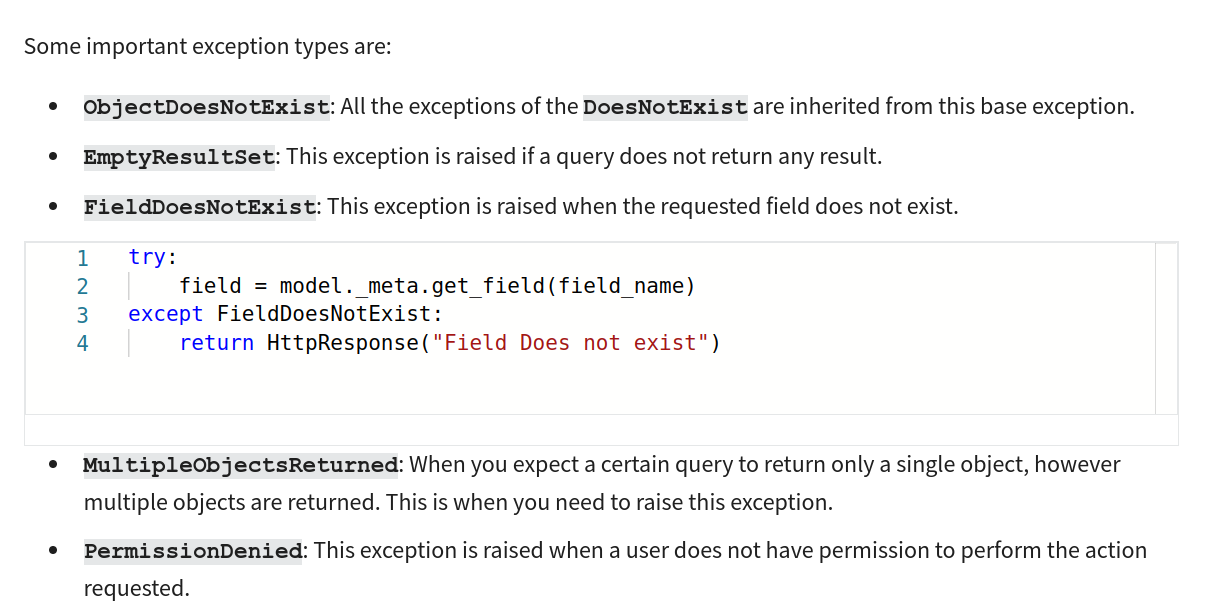 Some important exception types are:
• ObjectDoesNotExist: All the exceptions of the DoesNotExist are inherited from this base exception.
• EmptyResultSet: This exception is raised if a query does not return any result.
• FieldDoesNotExist: This exception is raised when the requested field does not exist.
1 try:
2     field = model._meta.get_field(field_name)
3 except FieldDoesNotExist:
4     return HttpResponse("Field Does not exist")
• MultipleObjectsReturned: When you expect a certain query to return only a single object, however
multiple objects are returned. This is when you need to raise this exception.
• PermissionDenied: This exception is raised when a user does not have permission to perform the action
requested.